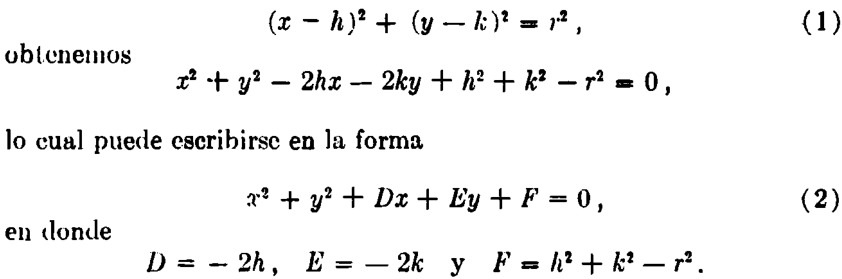 (x − h)² + (y − k)² = r², (1)
obtenemos
x² + y² − 2hx − 2ky + h² + k² − r² = 0,
lo cual puede escribirse en la forma
x² + y² + Dx + Ey + F = 0, (2)
en donde
D = − 2h, E = − 2k y F = h² + k² − r².